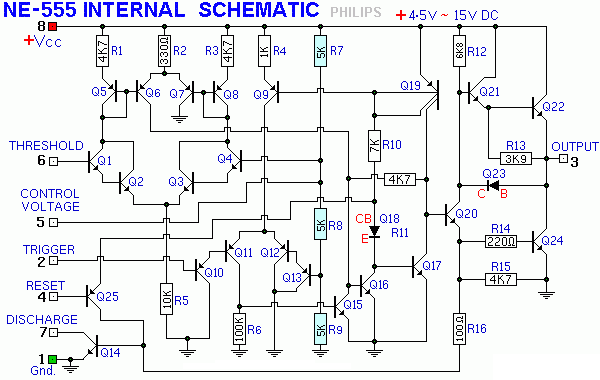 NE-555 INTERNAL SCHEMATIC PHILIPS + 4·5V ~ 15V DC
8
+Vcc
4K7 R1
330Ω R2
R3 4K7
1K R4
5K R7
6K8 R12
Q5
Q6
Q7
Q8
Q9
Q19
Q21
Q22
THRESHOLD
6
Q1
Q2
Q3
Q4
7K R10
R13
3K9
OUTPUT
3
4K7
Q23
C B
CONTROL
VOLTAGE
5
R8
5K
CB Q18
E R11
Q20
R14
220Ω
Q24
TRIGGER
2
Q10
Q11
Q12
Q13
Q16
Q17
R15
4K7
RESET
4
Q25
10K R5
100K R6
5K R9
Q15
100Ω R16
DISCHARGE
7
Q14
1
Gnd.